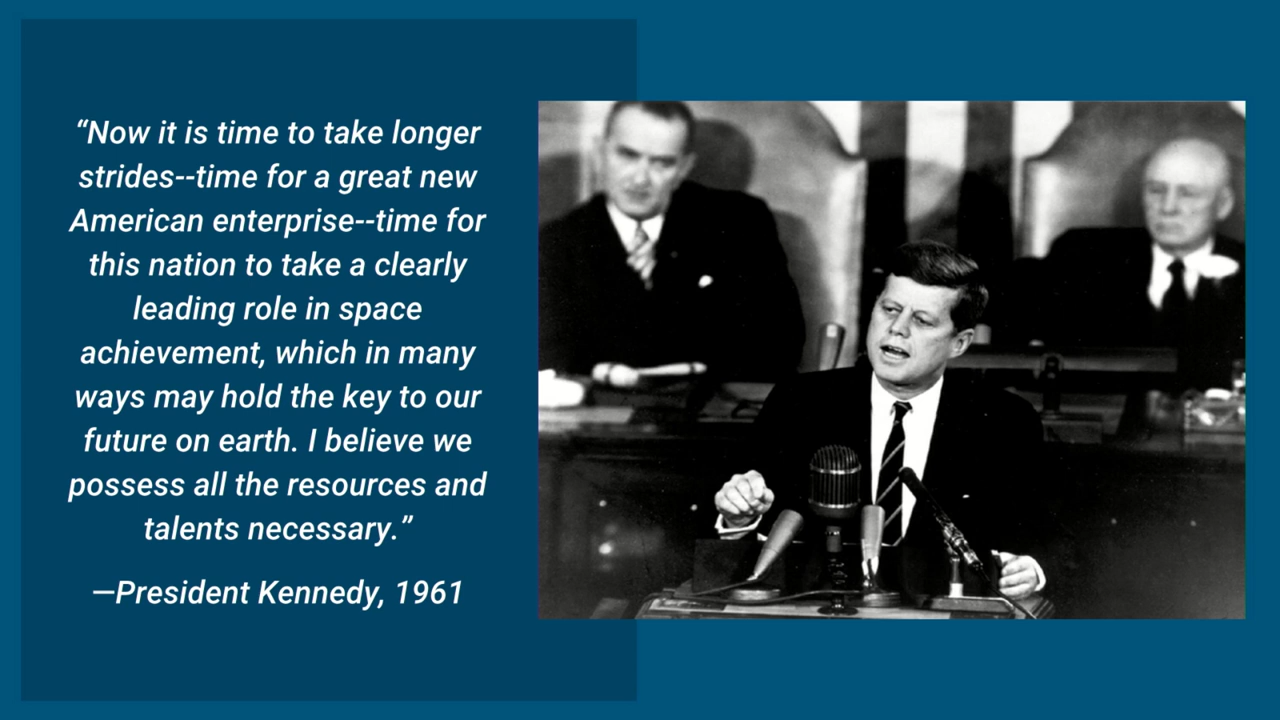 “Now it is time to take longer
strides--time for a great new
American enterprise--time for
this nation to take a clearly
leading role in space
achievement, which in many
ways may hold the key to our
future on earth. I believe we
possess all the resources and
talents necessary.”
—President Kennedy, 1961